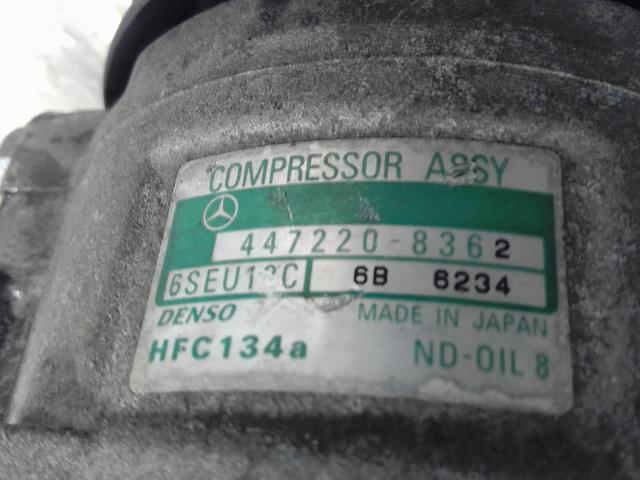 COMPRESSOR ASSY
447220-8362
6B 6234
DENSO MADE IN JAPAN
HFC134a ND-OIL 8